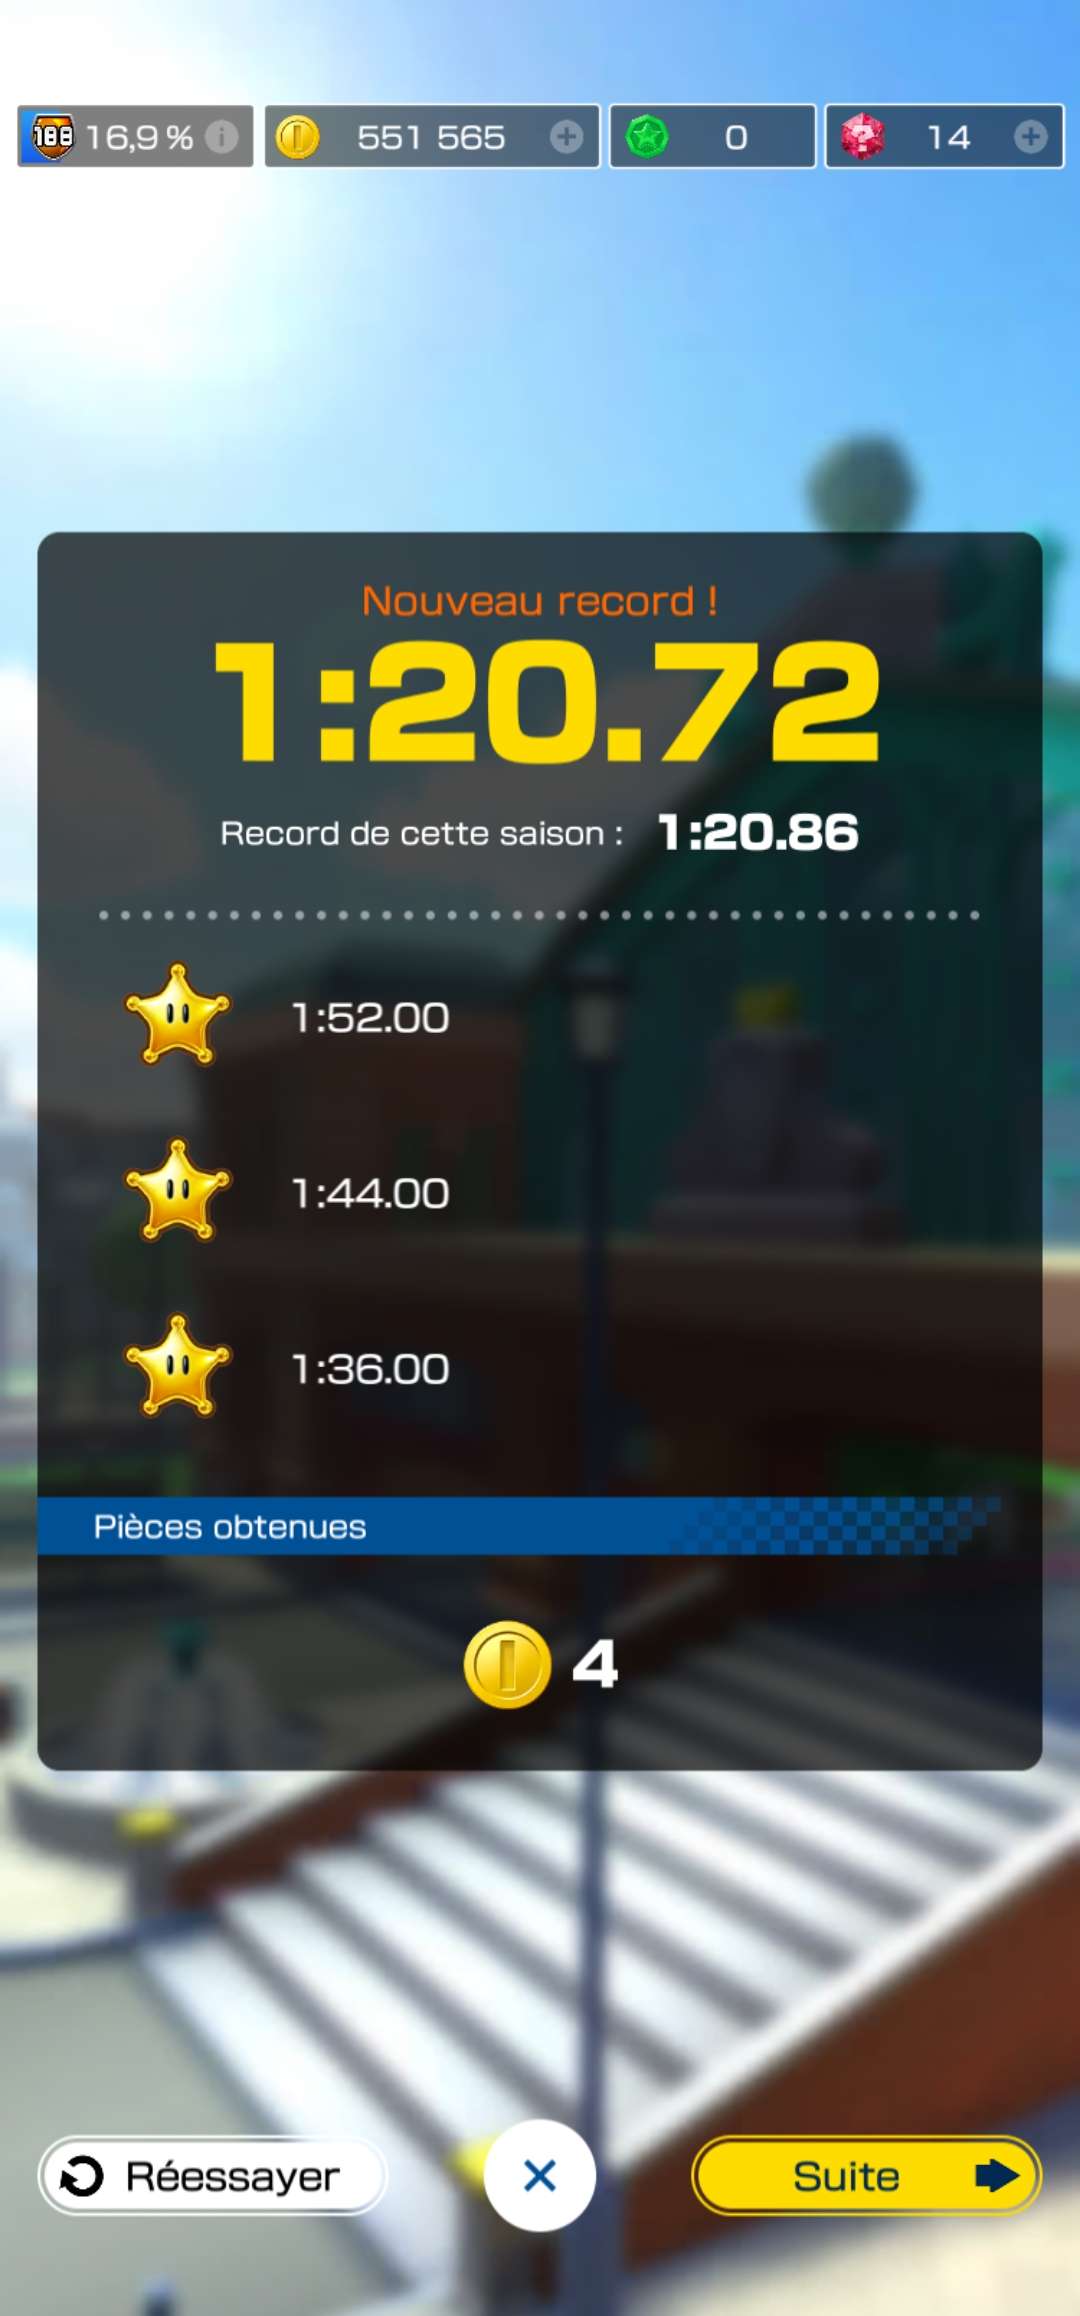 188 16,9 % i 551 565 + 0 14 +
Nouveau record !
1:20.72
Record de cette saison : 1:20.86
1:52.00
1:44.00
1:36.00
Pièces obtenues
4
Réessayer × Suite